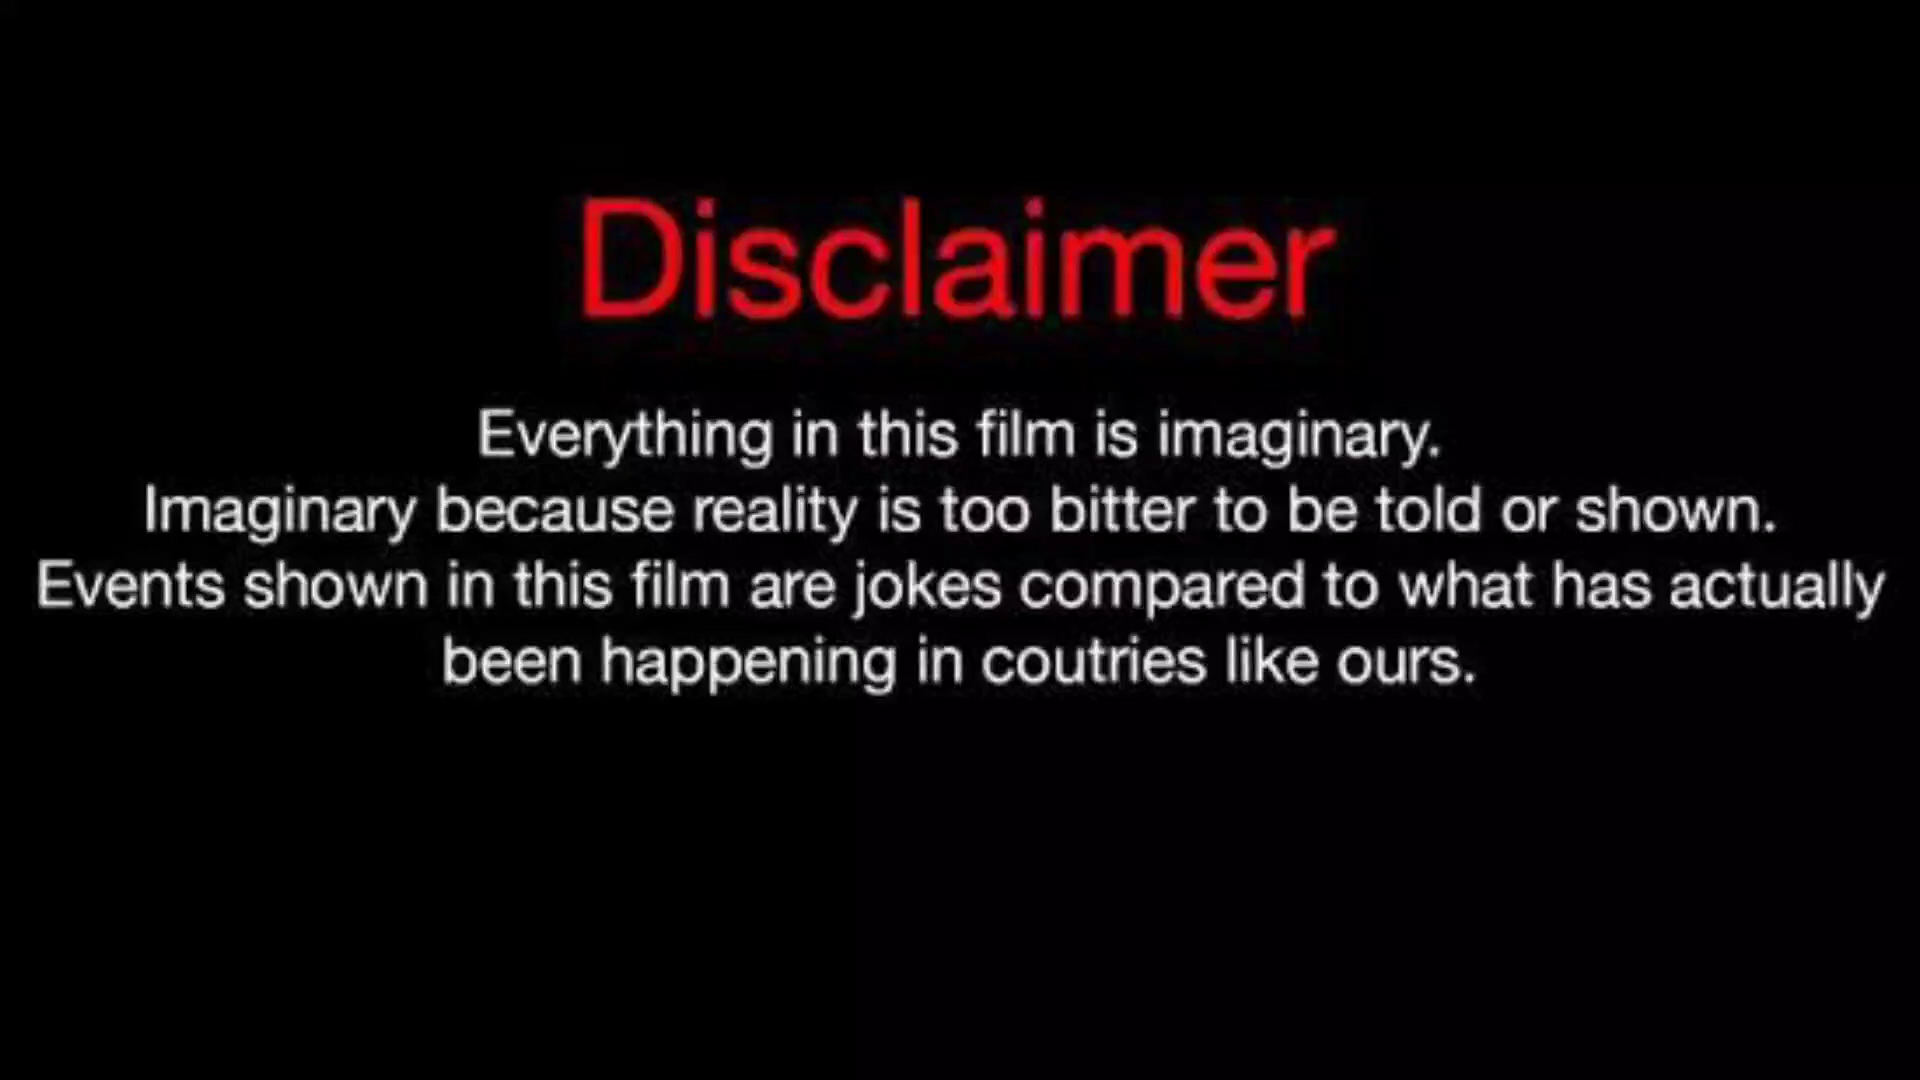 Disclaimer
Everything in this film is imaginary.
Imaginary because reality is too bitter to be told or shown.
Events shown in this film are jokes compared to what has actually
been happening in coutries like ours.